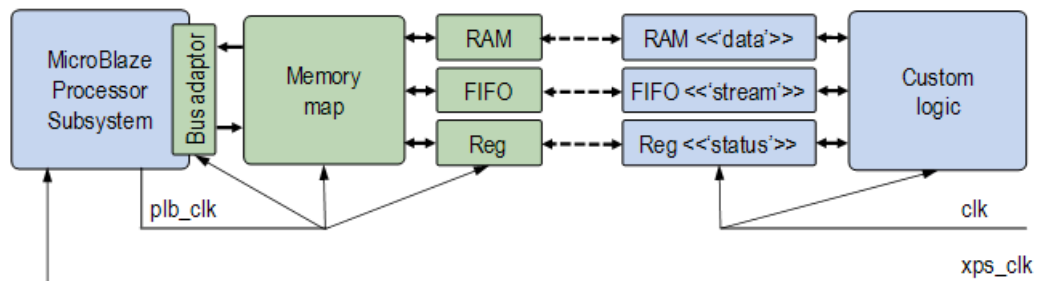 MicroBlaze
Processor
Subsystem
Bus adaptor
Memory
map
RAM
FIFO
Reg
RAM <<'data'>>
FIFO <<'stream'>>
Reg <<'status'>>
Custom
logic
plb_clk
clk
xps_clk